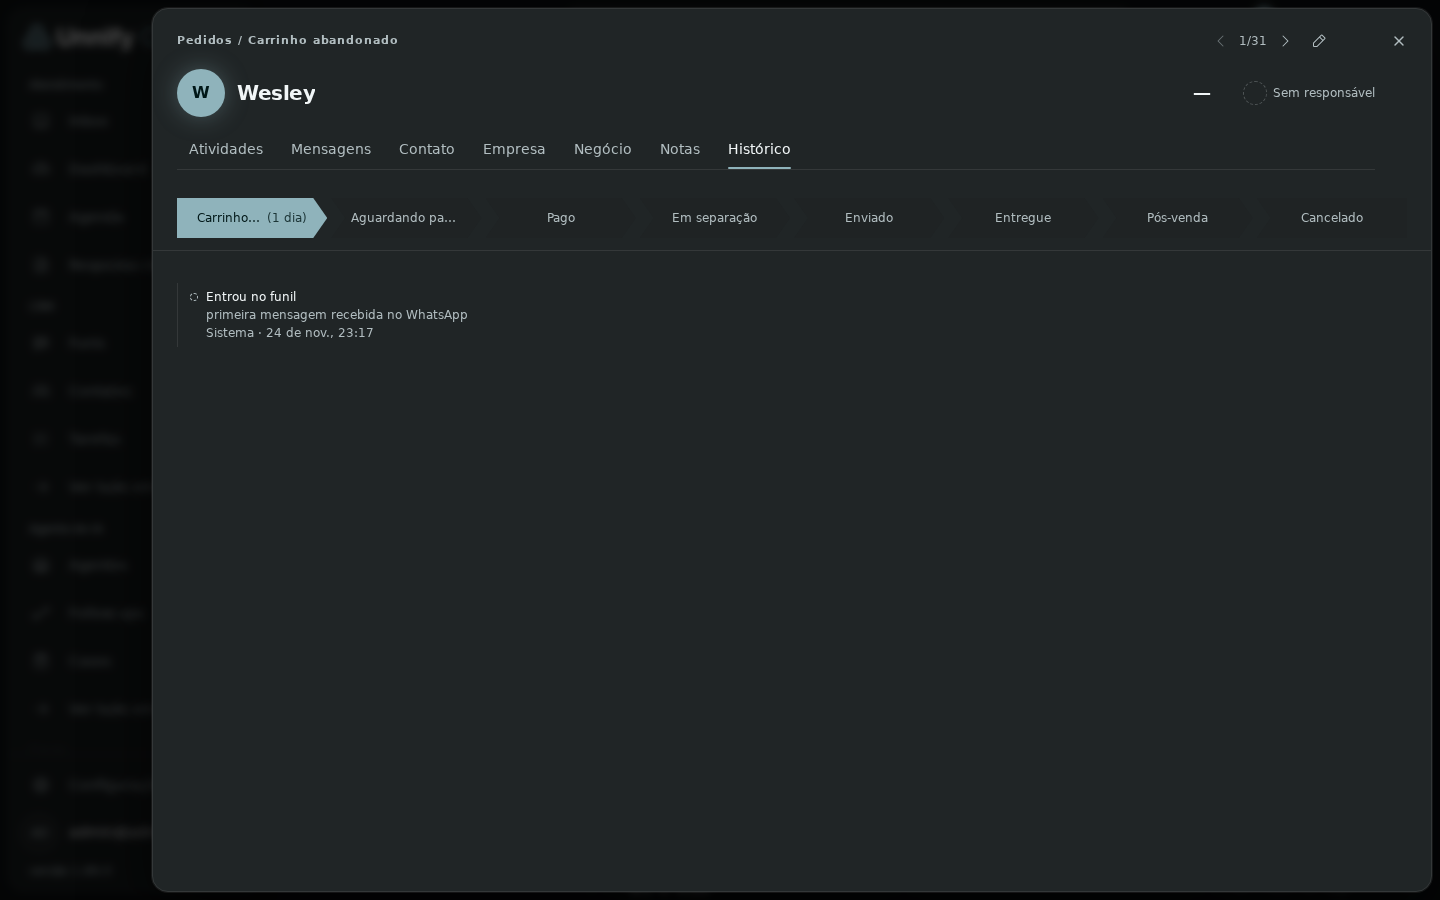 Pedidos / Carrinho abandonado
1/31
W
Wesley
—
Sem responsável
Atividades
Mensagens
Contato
Empresa
Negócio
Notas
Histórico
Carrinho... (1 dia)
Aguardando pa...
Pago
Em separação
Enviado
Entregue
Pós-venda
Cancelado
Entrou no funil
primeira mensagem recebida no WhatsApp
Sistema · 24 de nov., 23:17